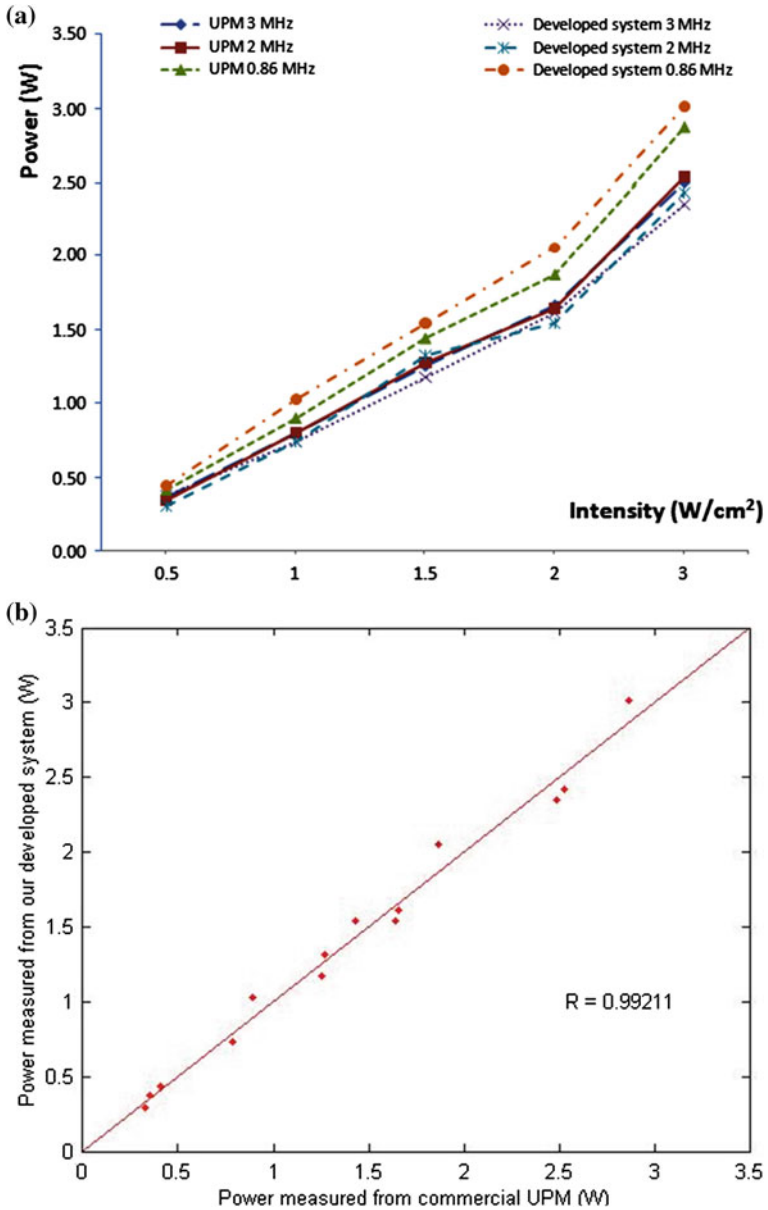 (a)
UPM 3 MHz
UPM 2 MHz
UPM 0.86 MHz
Developed system 3 MHz
Developed system 2 MHz
Developed system 0.86 MHz
Power (W)
3.50
3.00
2.50
2.00
1.50
1.00
0.50
0.00
Intensity (W/cm²)
0.5 1 1.5 2 3
(b)
Power measured from our developed system (W)
3.5
3
2.5
2
1.5
1
0.5
0
R = 0.99211
0 0.5 1 1.5 2 2.5 3 3.5
Power measured from commercial UPM (W)